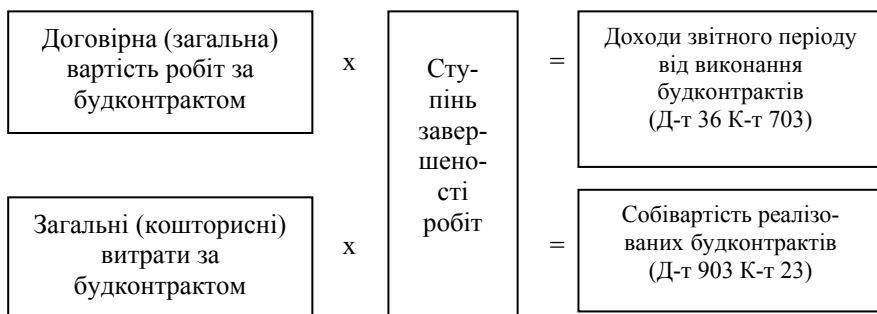 Договірна (загальна)
вартість робіт за
будконтрактом
х
Сту-
пінь
завер-
шено-
сті
робіт
=
Доходи звітного періоду
від виконання
будконтрактів
(Д-т 36 К-т 703)
Загальні (кошторисні)
витрати за
будконтрактом
х
=
Собівартість реалізо-
ованих будконтрактів
(Д-т 903 К-т 23)